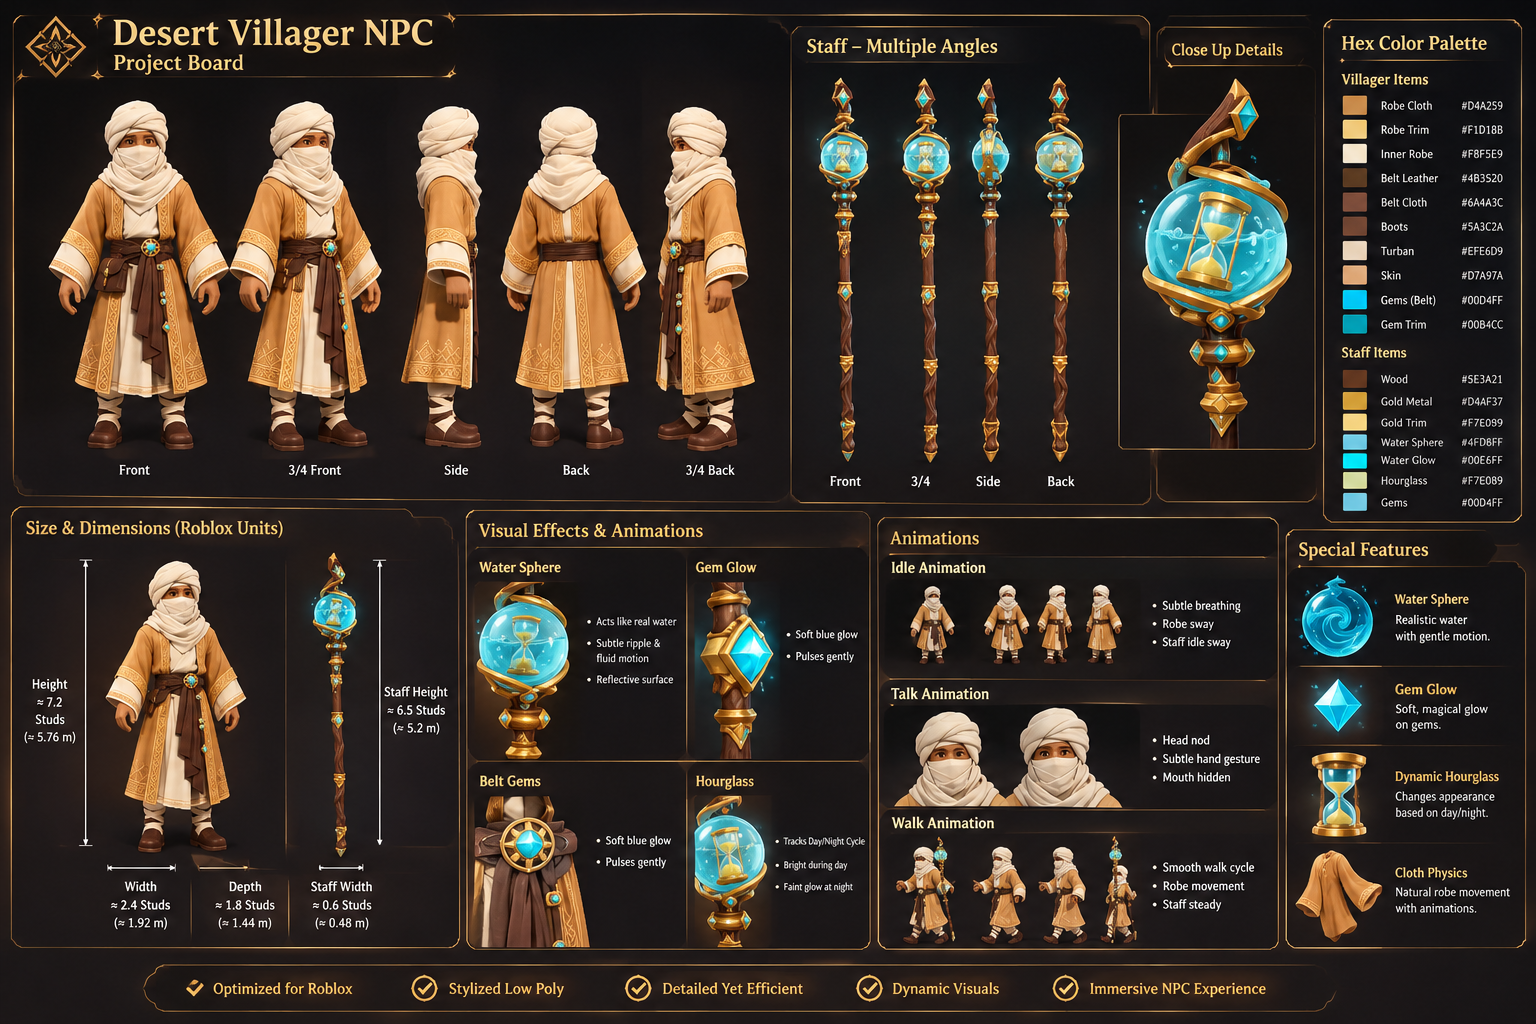 Desert Villager NPC
Project Board
Front
3/4 Front
Side
Back
3/4 Back
Staff – Multiple Angles
Front
3/4
Side
Back
Close Up Details
Hex Color Palette
Villager Items
Robe Cloth #D4A259
Robe Trim #F1D18B
Inner Robe #F8F5E9
Belt Leather #4B3520
Belt Cloth #6A4A3C
Boots #5A3C2A
Turban #EFE6D9
Skin #D7A97A
Gems (Belt) #00D4FF
Gem Trim #00B4CC
Staff Items
Wood #5E3A21
Gold Metal #D4AF37
Gold Trim #F7E099
Water Sphere #4FD8FF
Water Glow #00E6FF
Hourglass #F7E089
Gems #00D4FF
Size & Dimensions (Roblox Units)
Height
≈ 7.2
Studs
(≈ 5.76 m)
Staff Height
≈ 6.5 Studs
(≈ 5.2 m)
Width
≈ 2.4 Studs
(≈ 1.92 m)
Depth
≈ 1.8 Studs
(≈ 1.44 m)
Staff Width
≈ 0.6 Studs
(≈ 0.48 m)
Visual Effects & Animations
Water Sphere
• Acts like real water
• Subtle ripple &
fluid motion
• Reflective surface
Gem Glow
• Soft blue glow
• Pulses gently
Belt Gems
• Soft blue glow
• Pulses gently
Hourglass
• Tracks Day/Night Cycle
• Bright during day
• Faint glow at night
Animations
Idle Animation
• Subtle breathing
• Robe sway
• Staff idle sway
Talk Animation
• Head nod
• Subtle hand gesture
• Mouth hidden
Walk Animation
• Smooth walk cycle
• Robe movement
• Staff steady
Special Features
Water Sphere
Realistic water
with gentle motion.
Gem Glow
Soft, magical glow
on gems.
Dynamic Hourglass
Changes appearance
based on day/night.
Cloth Physics
Natural robe movement
with animations.
Optimized for Roblox
Stylized Low Poly
Detailed Yet Efficient
Dynamic Visuals
Immersive NPC Experience